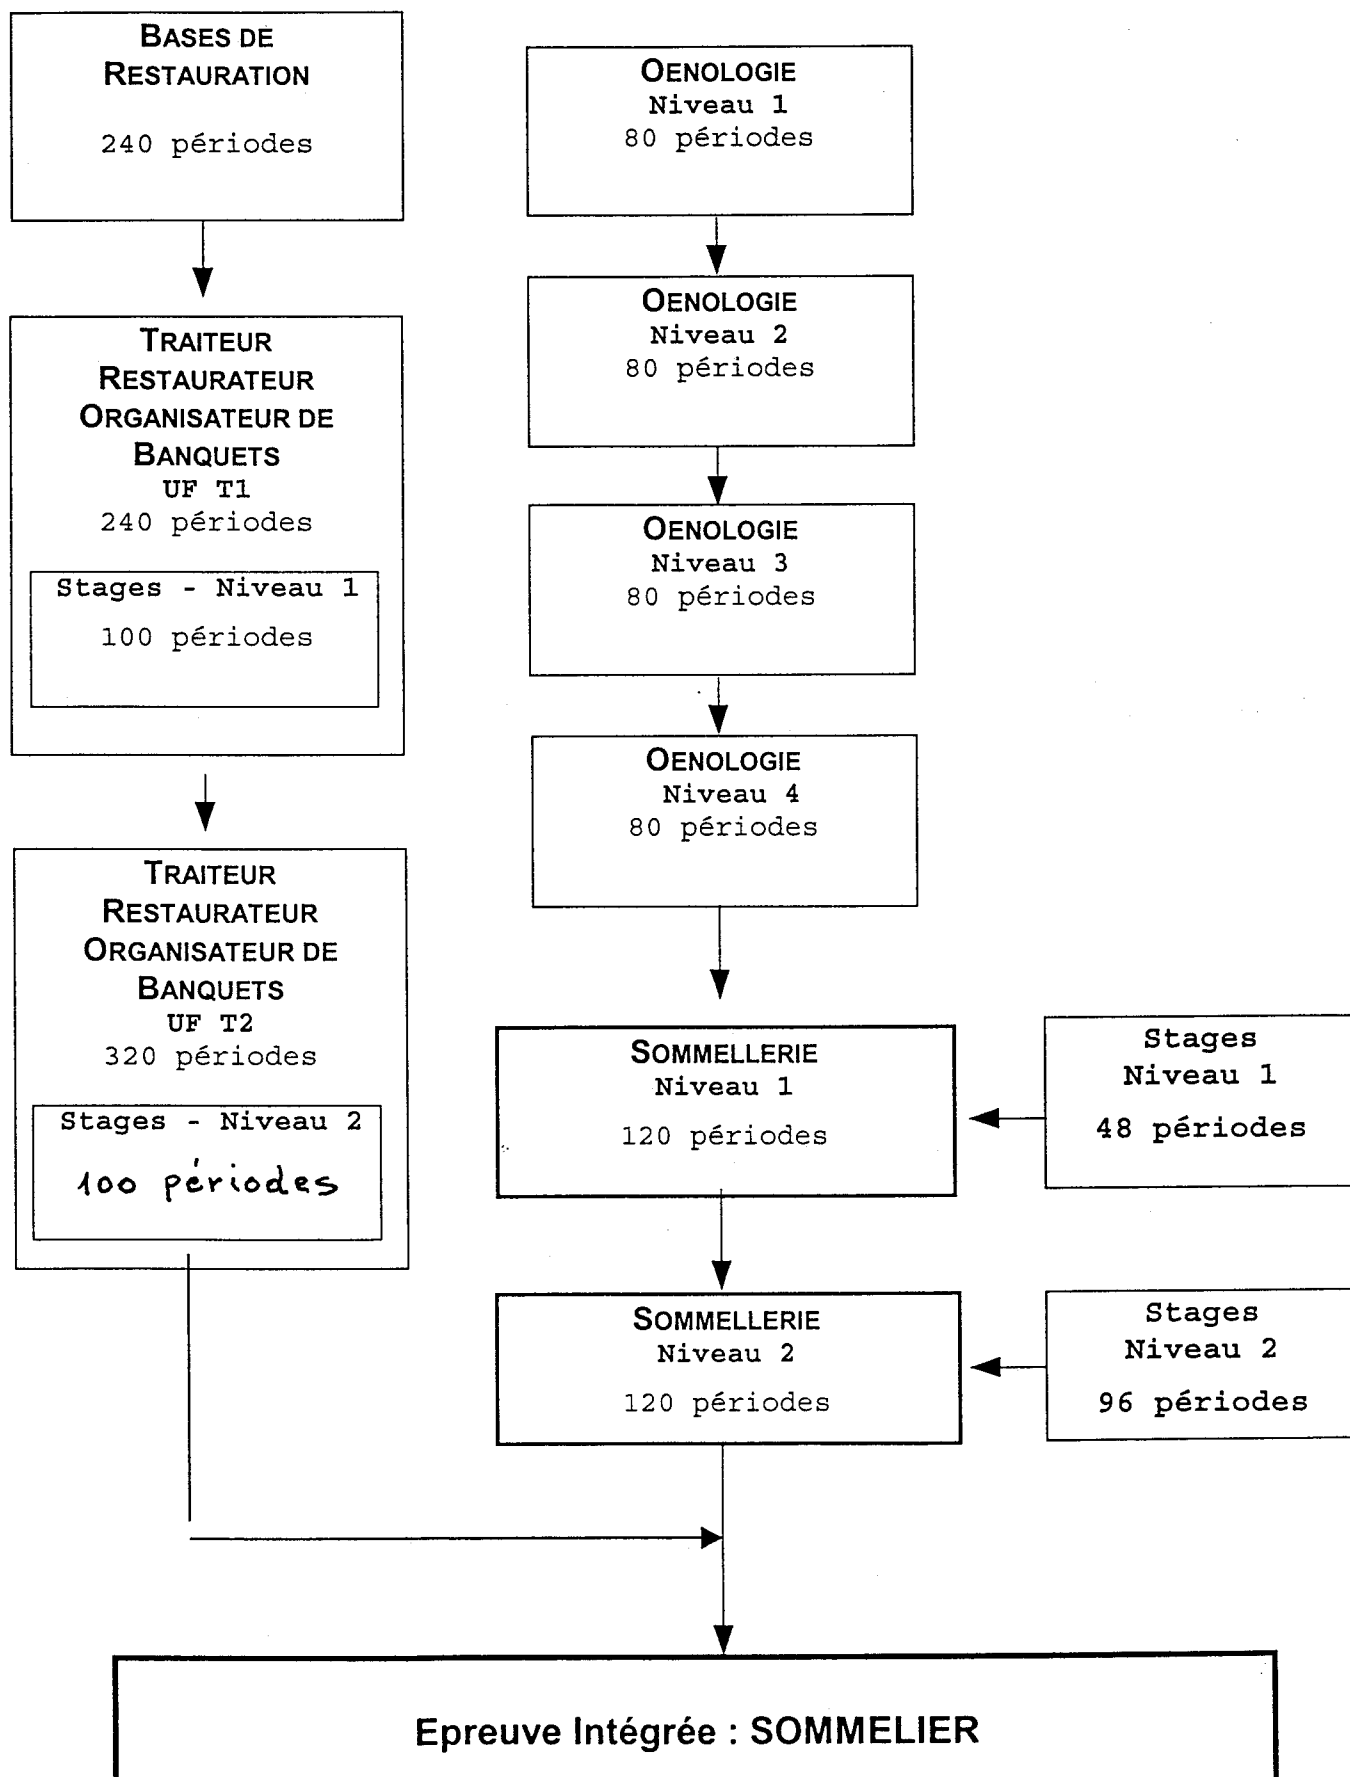 BASES DE
RESTAURATION
240 périodes
TRAITEUR
RESTAURATEUR
ORGANISATEUR DE
BANQUETS
UF T1
240 périodes
Stages - Niveau 1
100 périodes
TRAITEUR
RESTAURATEUR
ORGANISATEUR DE
BANQUETS
UF T2
320 périodes
Stages - Niveau 2
100 périodes
OENOLOGIE
Niveau 1
80 périodes
OENOLOGIE
Niveau 2
80 périodes
OENOLOGIE
Niveau 3
80 périodes
OENOLOGIE
Niveau 4
80 périodes
SOMMELLERIE
Niveau 1
120 périodes
Stages
Niveau 1
48 périodes
SOMMELLERIE
Niveau 2
120 périodes
Stages
Niveau 2
96 périodes
Epreuve Intégrée : SOMMELIER